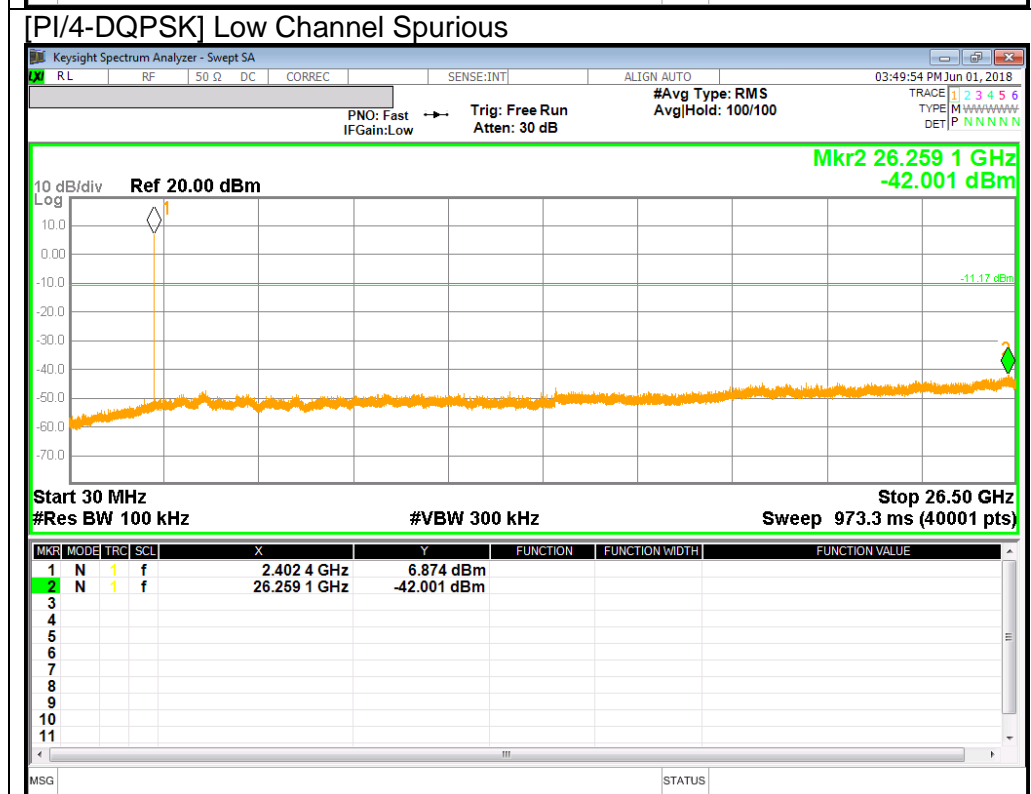 [PI/4-DQPSK] Low Channel Spurious
Keysight Spectrum Analyzer - Swept SA
LXI RL RF 50 Ω DC CORREC SENSE:INT ALIGN AUTO 03:49:54 PM Jun 01, 2018
PNO: Fast Trig: Free Run #Avg Type: RMS TRACE 1 2 3 4 5 6
IFGain:Low Atten: 30 dB Avg|Hold: 100/100 TYPE M WWWWW
DET P N N N N N
Mkr2 26.259 1 GHz
-42.001 dBm
10 dB/div Ref 20.00 dBm
Log
1
10.0
0.00
-10.0
-11.17 dBm
-20.0
-30.0
2
-40.0
-50.0
-60.0
-70.0
Start 30 MHz Stop 26.50 GHz
#Res BW 100 kHz #VBW 300 kHz Sweep 973.3 ms (40001 pts)
MKR MODE TRC SCL X Y FUNCTION FUNCTION WIDTH FUNCTION VALUE
1 N 1 f 2.402 4 GHz 6.874 dBm
2 N 1 f 26.259 1 GHz -42.001 dBm
3
4
5
6
7
8
9
10
11
MSG STATUS